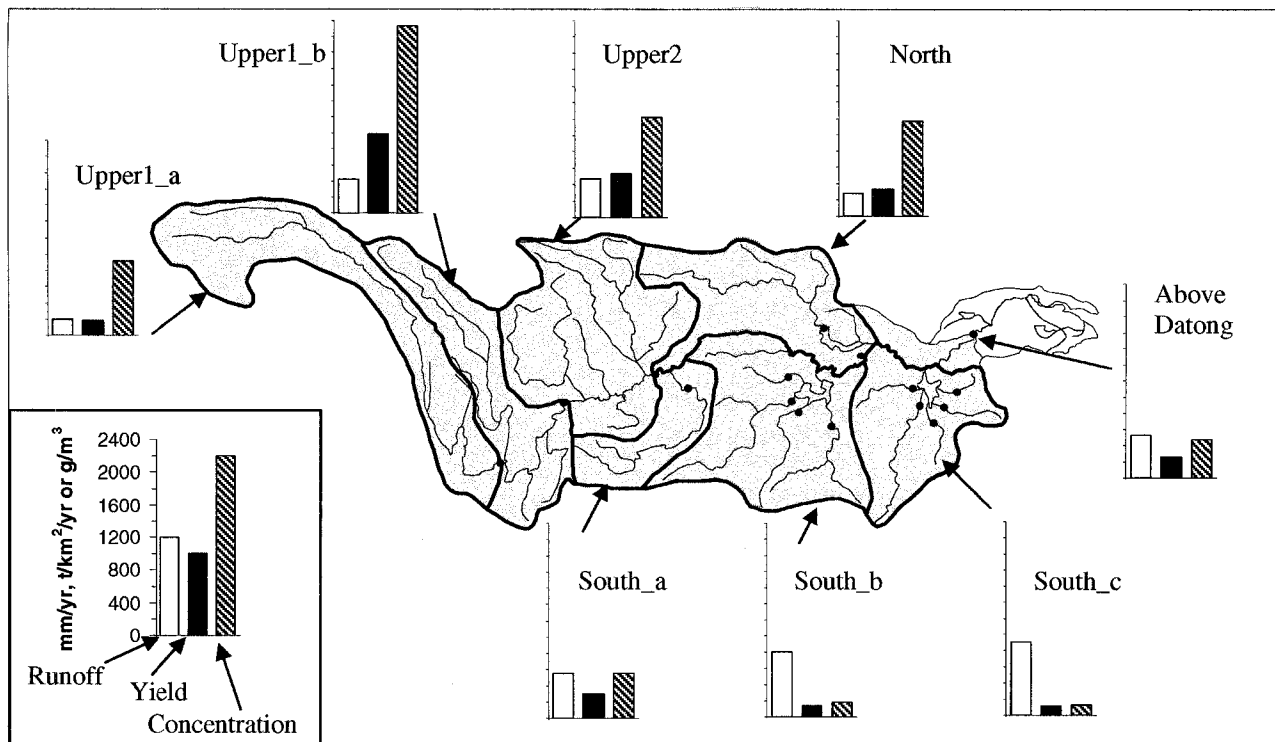 Upper1_b
Upper2
North
Upper1_a
Above
Datong
mm/yr, t/km²/yr or g/m³
2400
2000
1600
1200
800
400
0
Runoff
Yield
Concentration
South_a
South_b
South_c